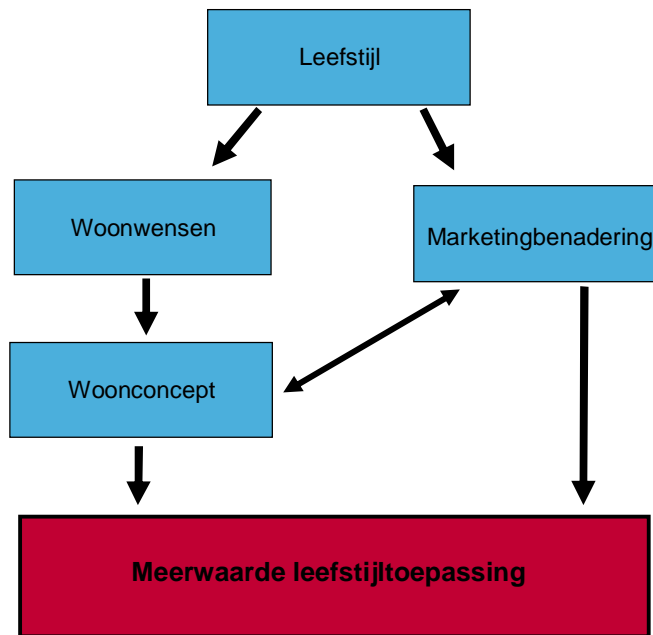 Leefstijl
Woonwensen
Marketingbenadering
Woonconcept
Meerwaarde leefstijltoepassing